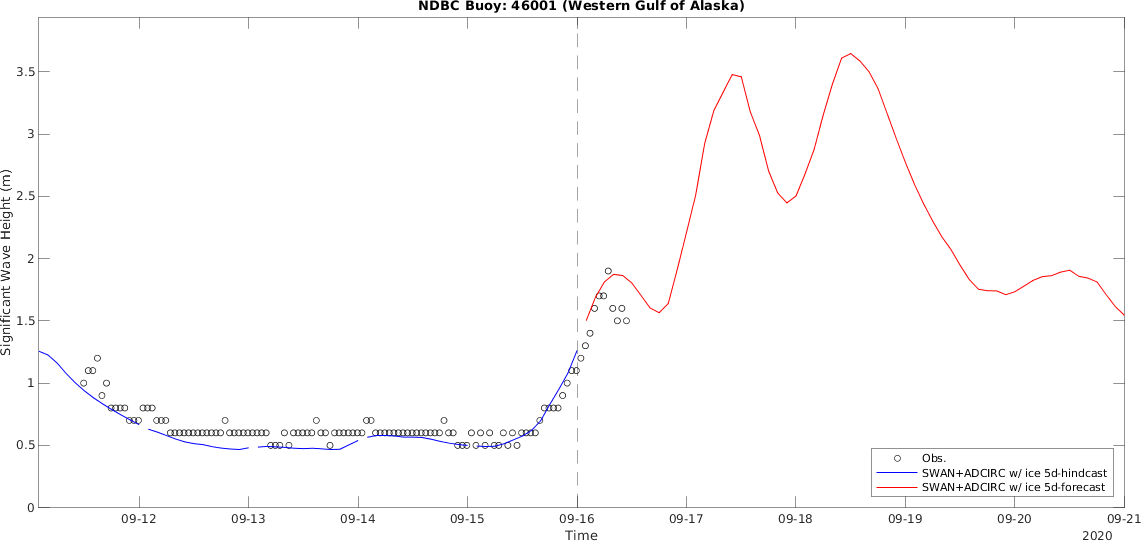 NDBC Buoy: 46001 (Western Gulf of Alaska)
Significant Wave Height (m)
3.5
3
2.5
2
1.5
1
0.5
0
Obs.
SWAN+ADCIRC w/ ice 5d-hindcast
SWAN+ADCIRC w/ ice 5d-forecast
09-12 09-13 09-14 09-15 09-16 09-17 09-18 09-19 09-20 09-21
Time
2020